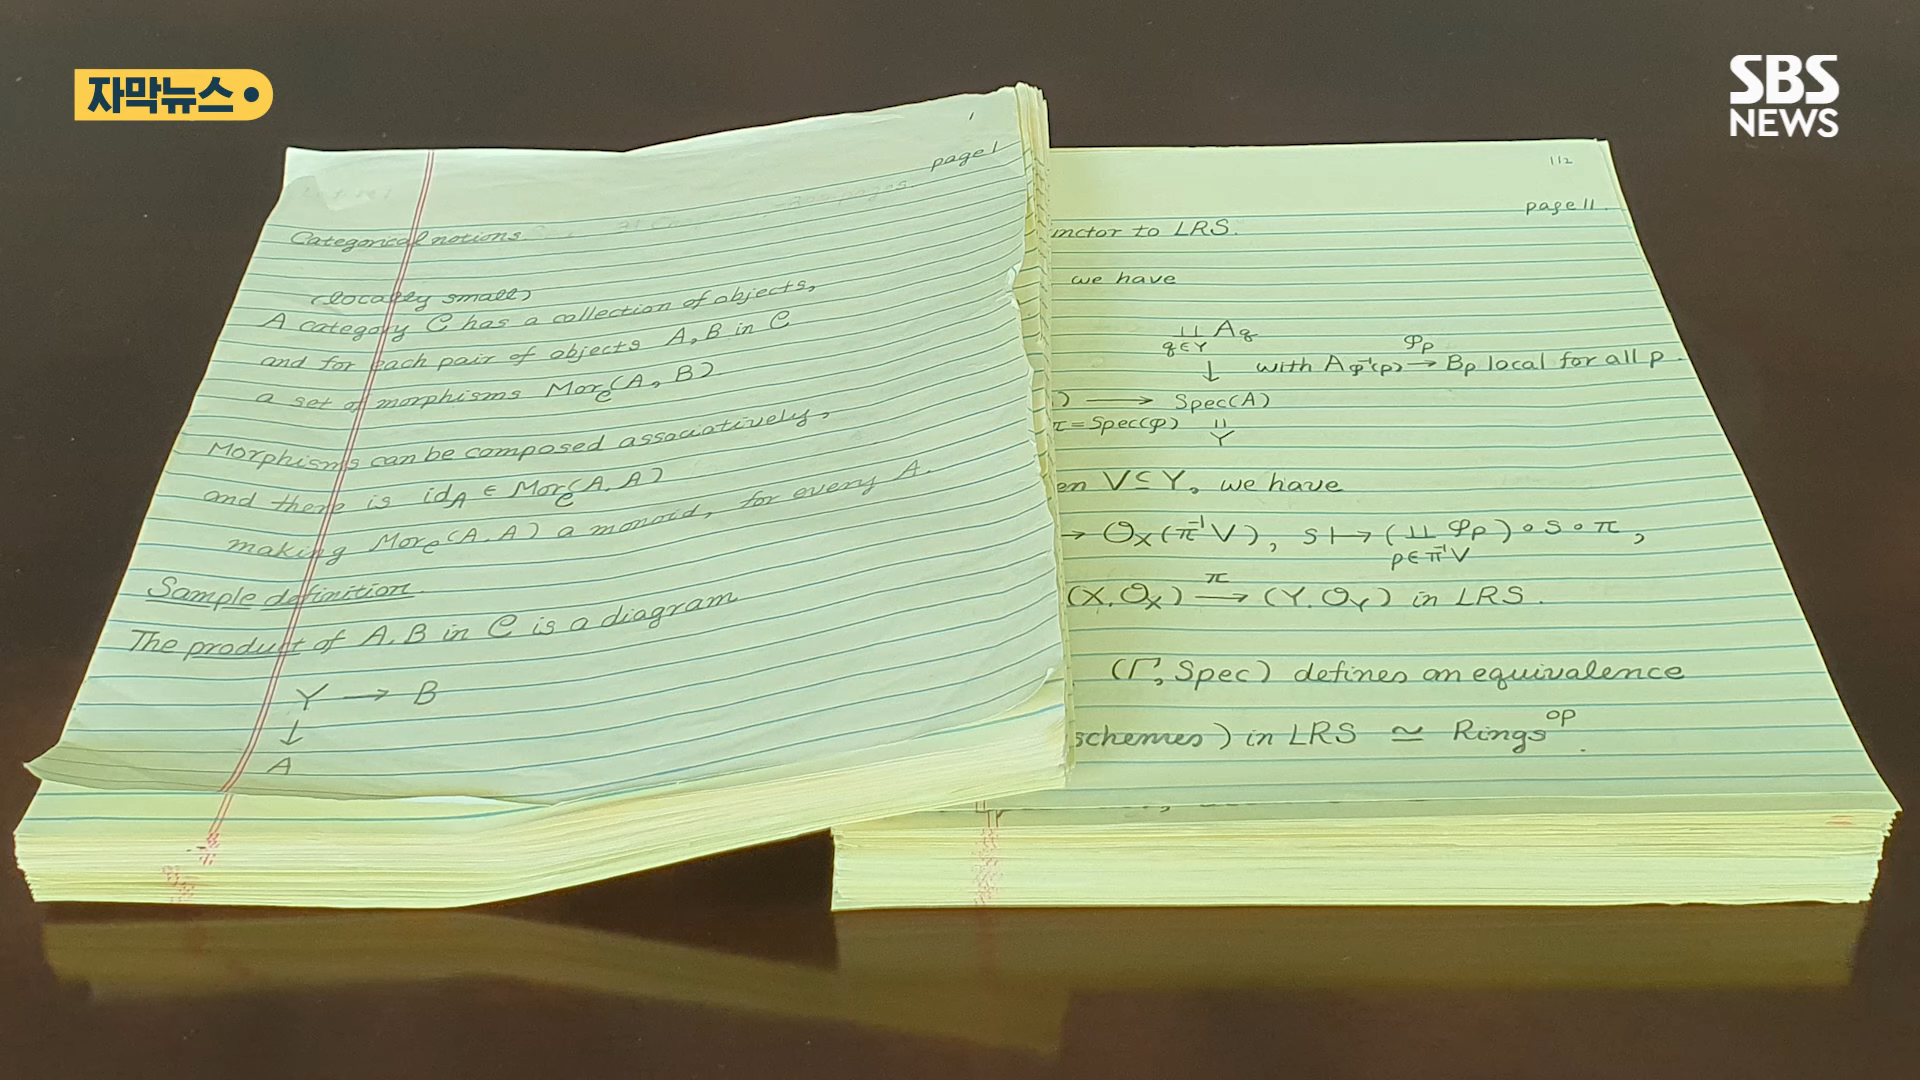 자막뉴스
SBS
NEWS
1
page 1
Categorical notions
(locally small)
A category C has a collection of objects,
and for each pair of objects A, B in C
a set of morphisms Mor_C(A, B)
Morphisms can be composed associatively,
and there is id_A ∈ Mor_C(A, A)
making Mor_C(A, A) a monoid, for every A.
Sample definition.
The product of A, B in C is a diagram
Y → B
↓
A
112
page 11.
nctor to LRS.
we have
∐ A_q
q∈Y
φ_p
↓ with A_φ⁻¹(p) → B_p local for all p.
) → Spec(A)
π = Spec(φ) ॥
Y
en V ⊆ Y, we have
→ O_X(π⁻¹V), s ↦ (∐ φ_p) ∘ s ∘ π,
p∈π⁻¹V
(X, O_X) —π→ (Y, O_Y) in LRS.
(Γ, Spec) defines an equivalence
schemes) in LRS ≃ Rings^op.